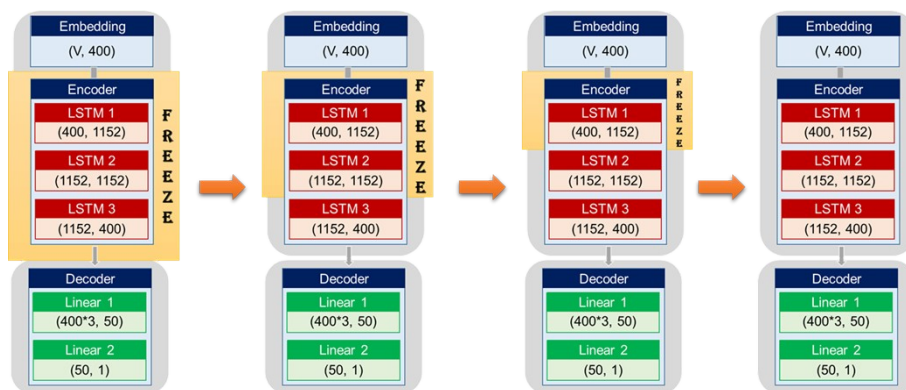 Embedding
(V, 400)
Encoder
LSTM 1
(400, 1152)
LSTM 2
(1152, 1152)
LSTM 3
(1152, 400)
FREEZE
Decoder
Linear 1
(400*3, 50)
Linear 2
(50, 1)
Embedding
(V, 400)
Encoder
LSTM 1
(400, 1152)
LSTM 2
(1152, 1152)
LSTM 3
(1152, 400)
FREEZE
Decoder
Linear 1
(400*3, 50)
Linear 2
(50, 1)
Embedding
(V, 400)
Encoder
LSTM 1
(400, 1152)
LSTM 2
(1152, 1152)
LSTM 3
(1152, 400)
FREEZE
Decoder
Linear 1
(400*3, 50)
Linear 2
(50, 1)
Embedding
(V, 400)
Encoder
LSTM 1
(400, 1152)
LSTM 2
(1152, 1152)
LSTM 3
(1152, 400)
Decoder
Linear 1
(400*3, 50)
Linear 2
(50, 1)